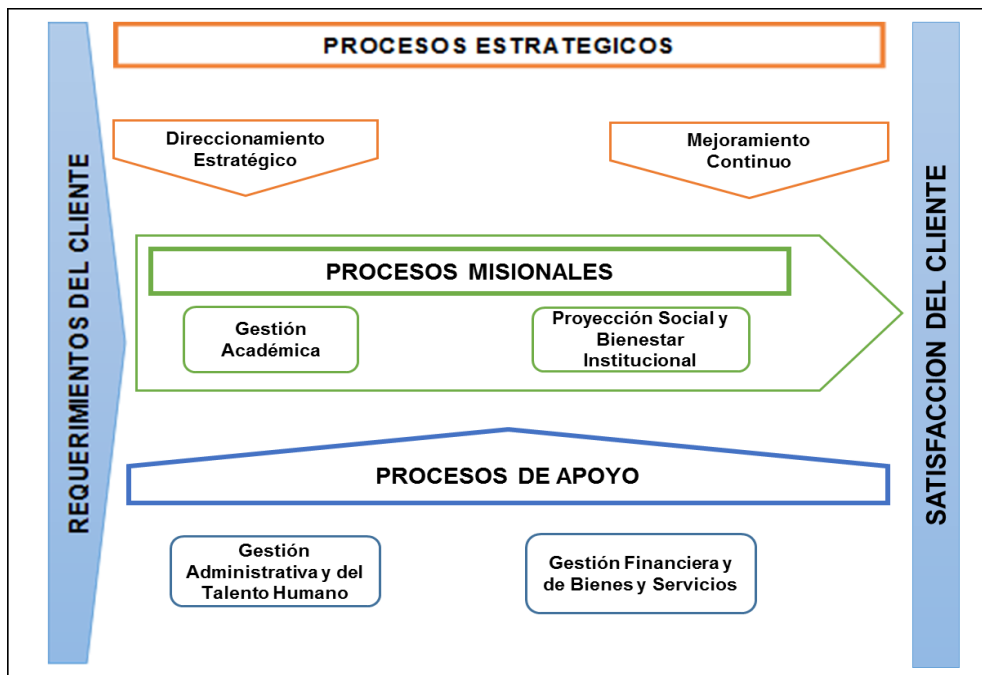 REQUERIMIENTOS DEL CLIENTE
PROCESOS ESTRATEGICOS
Direccionamiento
Estratégico
Mejoramiento
Continuo
PROCESOS MISIONALES
Gestión
Académica
Proyección Social y
Bienestar
Institucional
PROCESOS DE APOYO
Gestión
Administrativa y del
Talento Humano
Gestión Financiera y
de Bienes y Servicios
SATISFACCION DEL CLIENTE